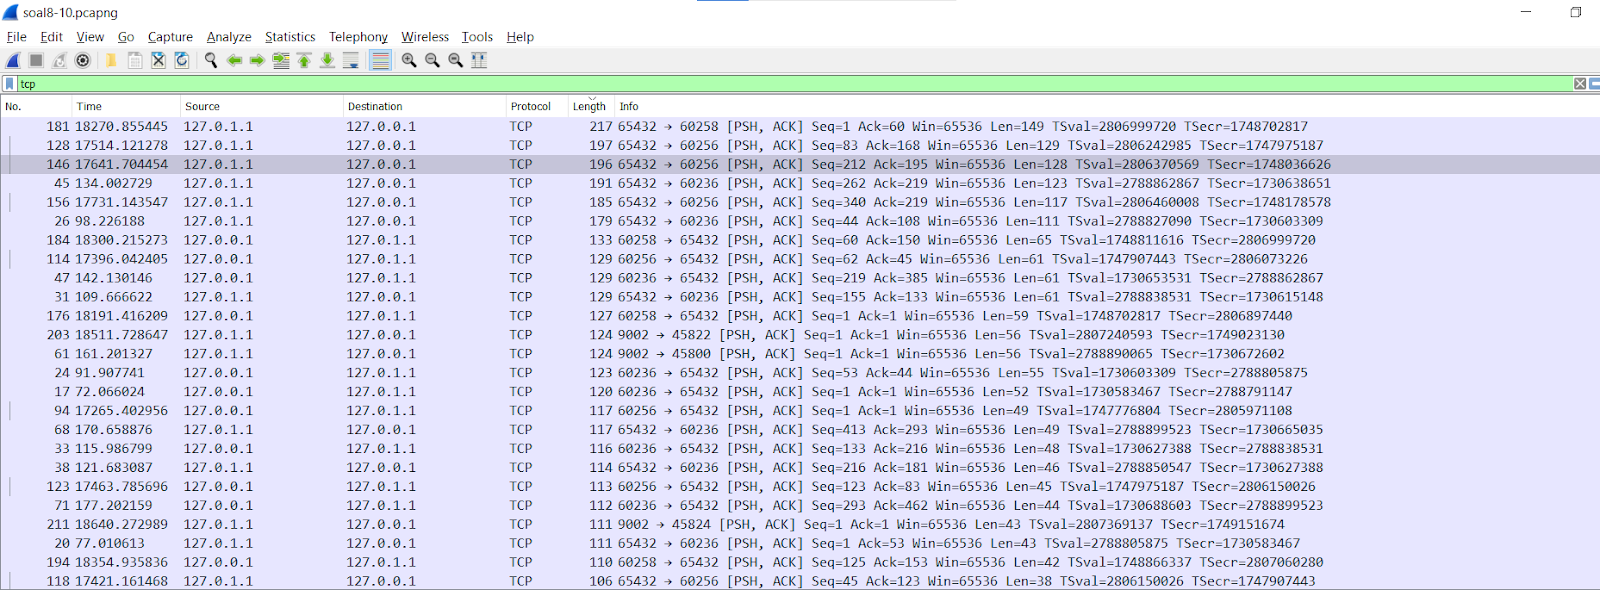 soal8-10.pcapng
File Edit View Go Capture Analyze Statistics Telephony Wireless Tools Help
tcp
No. Time Source Destination Protocol Length Info
181 18270.855445 127.0.1.1 127.0.0.1 TCP 217 65432 → 60258 [PSH, ACK] Seq=1 Ack=60 Win=65536 Len=149 TSval=2806999720 TSecr=1748702817
128 17514.121278 127.0.1.1 127.0.0.1 TCP 197 65432 → 60256 [PSH, ACK] Seq=83 Ack=168 Win=65536 Len=129 TSval=2806242985 TSecr=1747975187
146 17641.704454 127.0.1.1 127.0.0.1 TCP 196 65432 → 60256 [PSH, ACK] Seq=212 Ack=195 Win=65536 Len=128 TSval=2806370569 TSecr=1748036626
45 134.002729 127.0.1.1 127.0.0.1 TCP 191 65432 → 60236 [PSH, ACK] Seq=262 Ack=219 Win=65536 Len=123 TSval=2788862867 TSecr=1730638651
156 17731.143547 127.0.1.1 127.0.0.1 TCP 185 65432 → 60256 [PSH, ACK] Seq=340 Ack=219 Win=65536 Len=117 TSval=2806460008 TSecr=1748178578
26 98.226188 127.0.1.1 127.0.0.1 TCP 179 65432 → 60236 [PSH, ACK] Seq=44 Ack=108 Win=65536 Len=111 TSval=2788827090 TSecr=1730603309
184 18300.215273 127.0.0.1 127.0.1.1 TCP 133 60258 → 65432 [PSH, ACK] Seq=60 Ack=150 Win=65536 Len=65 TSval=1748811616 TSecr=2806999720
114 17396.042405 127.0.0.1 127.0.1.1 TCP 129 60256 → 65432 [PSH, ACK] Seq=62 Ack=45 Win=65536 Len=61 TSval=1747907443 TSecr=2806073226
47 142.130146 127.0.0.1 127.0.1.1 TCP 129 60236 → 65432 [PSH, ACK] Seq=219 Ack=385 Win=65536 Len=61 TSval=1730653531 TSecr=2788862867
31 109.666622 127.0.1.1 127.0.0.1 TCP 129 65432 → 60236 [PSH, ACK] Seq=155 Ack=133 Win=65536 Len=61 TSval=2788838531 TSecr=1730615148
176 18191.416209 127.0.0.1 127.0.1.1 TCP 127 60258 → 65432 [PSH, ACK] Seq=1 Ack=1 Win=65536 Len=59 TSval=1748702817 TSecr=2806897440
203 18511.728647 127.0.1.1 127.0.0.1 TCP 124 9002 → 45822 [PSH, ACK] Seq=1 Ack=1 Win=65536 Len=56 TSval=2807240593 TSecr=1749023130
61 161.201327 127.0.1.1 127.0.0.1 TCP 124 9002 → 45800 [PSH, ACK] Seq=1 Ack=1 Win=65536 Len=56 TSval=2788890065 TSecr=1730672602
24 91.907741 127.0.0.1 127.0.1.1 TCP 123 60236 → 65432 [PSH, ACK] Seq=53 Ack=44 Win=65536 Len=55 TSval=1730603309 TSecr=2788805875
17 72.066024 127.0.0.1 127.0.1.1 TCP 120 60236 → 65432 [PSH, ACK] Seq=1 Ack=1 Win=65536 Len=52 TSval=1730583467 TSecr=2788791147
94 17265.402956 127.0.0.1 127.0.1.1 TCP 117 60256 → 65432 [PSH, ACK] Seq=1 Ack=1 Win=65536 Len=49 TSval=1747776804 TSecr=2805971108
68 170.658876 127.0.1.1 127.0.0.1 TCP 117 65432 → 60236 [PSH, ACK] Seq=413 Ack=293 Win=65536 Len=49 TSval=2788899523 TSecr=1730665035
33 115.986799 127.0.0.1 127.0.1.1 TCP 116 60236 → 65432 [PSH, ACK] Seq=133 Ack=216 Win=65536 Len=48 TSval=1730627388 TSecr=2788838531
38 121.683087 127.0.1.1 127.0.0.1 TCP 114 65432 → 60236 [PSH, ACK] Seq=216 Ack=181 Win=65536 Len=46 TSval=2788850547 TSecr=1730627388
123 17463.785696 127.0.0.1 127.0.1.1 TCP 113 60256 → 65432 [PSH, ACK] Seq=123 Ack=83 Win=65536 Len=45 TSval=1747975187 TSecr=2806150026
71 177.202159 127.0.0.1 127.0.1.1 TCP 112 60236 → 65432 [PSH, ACK] Seq=293 Ack=462 Win=65536 Len=44 TSval=1730688603 TSecr=2788899523
211 18640.272989 127.0.1.1 127.0.0.1 TCP 111 9002 → 45824 [PSH, ACK] Seq=1 Ack=1 Win=65536 Len=43 TSval=2807369137 TSecr=1749151674
20 77.010613 127.0.1.1 127.0.0.1 TCP 111 65432 → 60236 [PSH, ACK] Seq=1 Ack=53 Win=65536 Len=43 TSval=2788805875 TSecr=1730583467
194 18354.935836 127.0.0.1 127.0.1.1 TCP 110 60258 → 65432 [PSH, ACK] Seq=125 Ack=153 Win=65536 Len=42 TSval=1748866337 TSecr=2807060280
118 17421.161468 127.0.1.1 127.0.0.1 TCP 106 65432 → 60256 [PSH, ACK] Seq=45 Ack=123 Win=65536 Len=38 TSval=2806150026 TSecr=1747907443